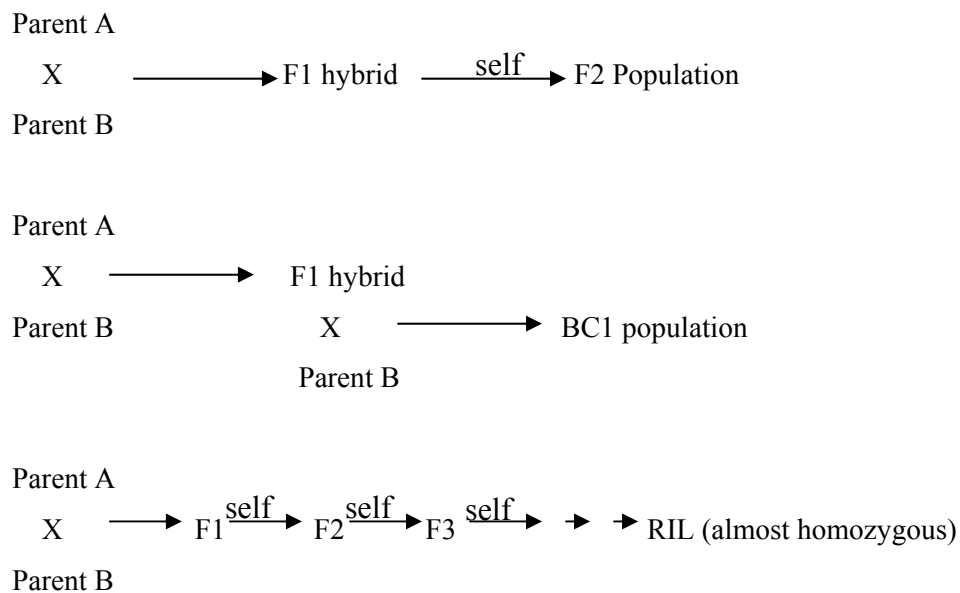 Parent A
X F1 hybrid self F2 Population
Parent B
Parent A
X F1 hybrid
Parent B X BC1 population
Parent B
Parent A
X F1 self F2 self F3 self RIL (almost homozygous)
Parent B